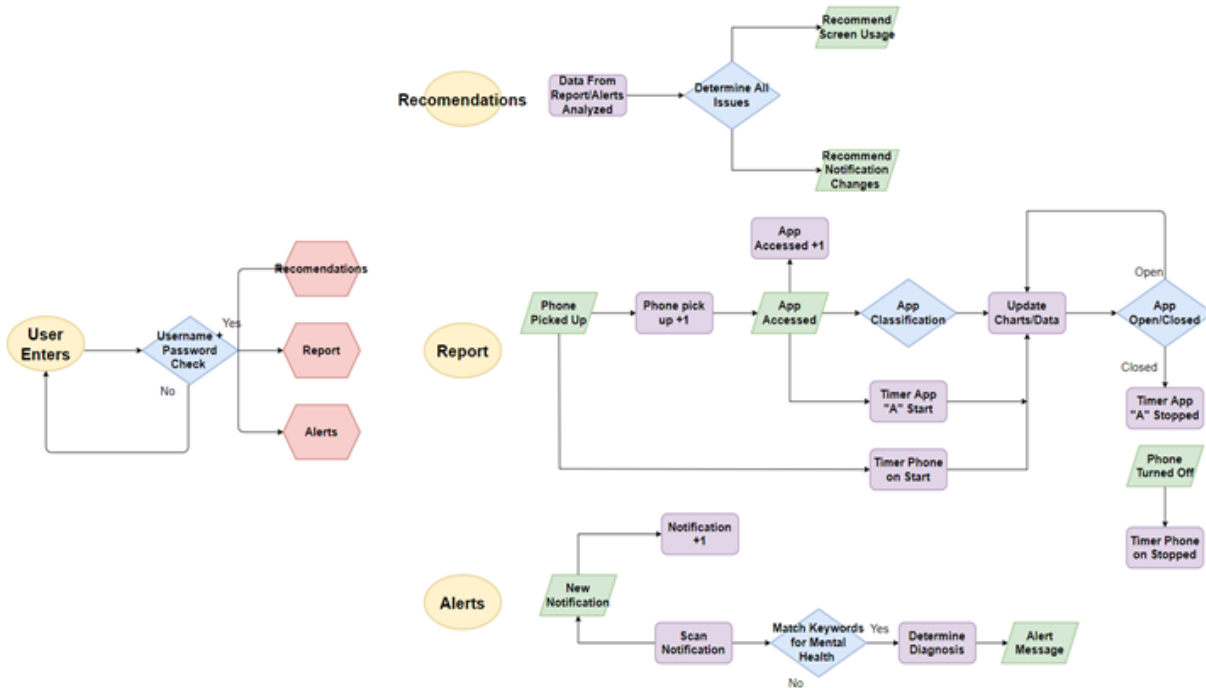 Recommend
Screen Usage
Recomendations
Data From
Report/Alerts
Analyzed
Determine All
Issues
Recommend
Notification
Changes
User
Enters
Username +
Password
Check
Yes
No
Recomendations
Report
Alerts
Report
Phone
Picked Up
Phone pick
up +1
App
Accessed +1
App
Accessed
App
Classification
Update
Charts/Data
Open
App
Open/Closed
Closed
Timer App
"A" Start
Timer App
"A" Stopped
Timer Phone
on Start
Phone
Turned Off
Timer Phone
on Stopped
Alerts
Notification
+1
New
Notification
Scan
Notification
Match Keywords
for Mental
Health
Yes
No
Determine
Diagnosis
Alert
Message